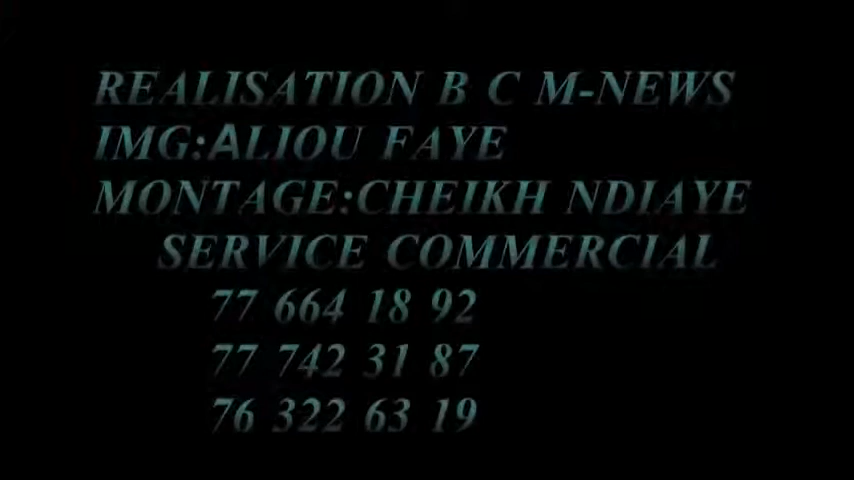 REALISATION B C M-NEWS
IMG:ALIOU FAYE
MONTAGE:CHEIKH NDIAYE
SERVICE COMMERCIAL
77 664 18 92
77 742 31 87
76 322 63 19